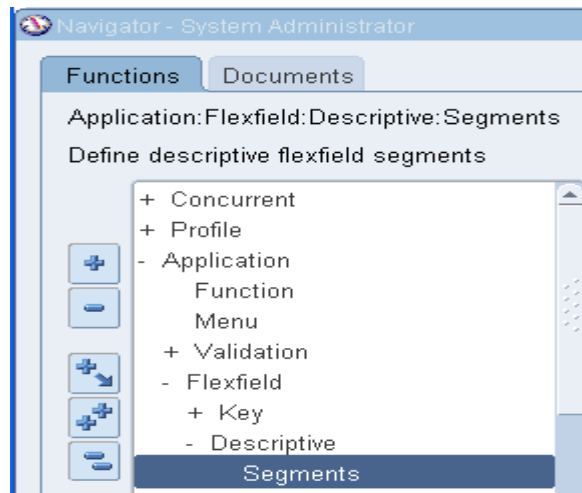 Navigator - System Administrator
Functions Documents
Application:Flexfield:Descriptive:Segments
Define descriptive flexfield segments
+ Concurrent
+ Profile
- Application
Function
Menu
+ Validation
- Flexfield
+ Key
- Descriptive
Segments